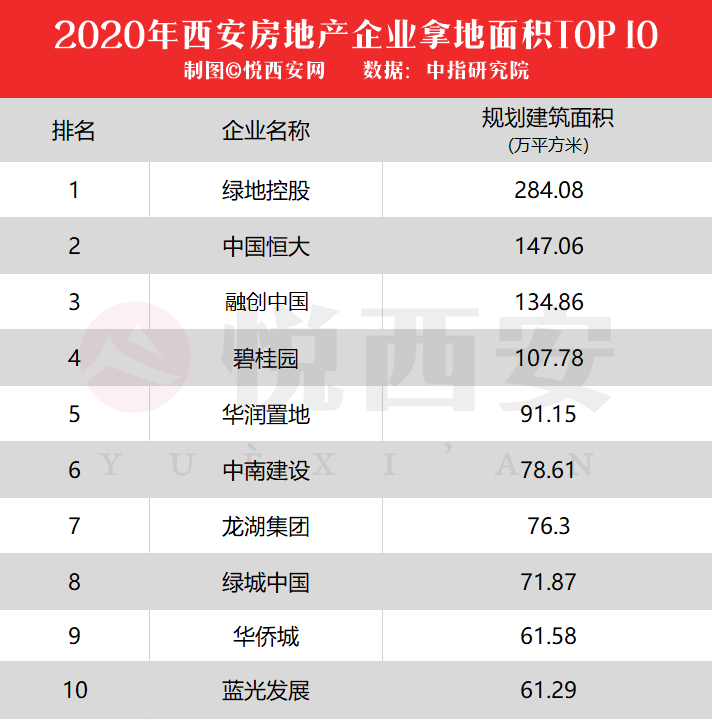 2020年西安房地产企业拿地面积TOP 10
制图©悦西安网 数据：中指研究院
排名 企业名称 规划建筑面积
(万平方米)
1 绿地控股 284.08
2 中国恒大 147.06
3 融创中国 134.86
4 碧桂园 107.78
5 华润置地 91.15
6 中南建设 78.61
7 龙湖集团 76.3
8 绿城中国 71.87
9 华侨城 61.58
10 蓝光发展 61.29
悦西安
YUÈXI'AN